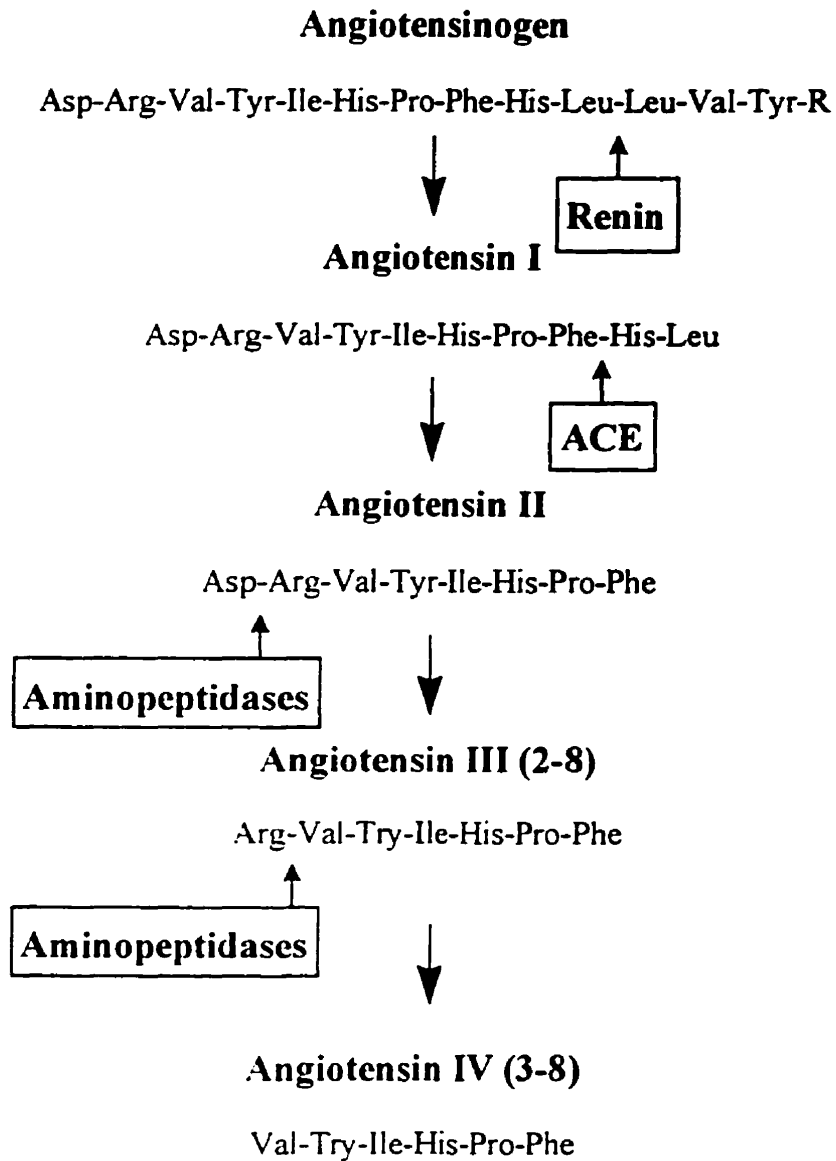 Angiotensinogen
Asp-Arg-Val-Tyr-Ile-His-Pro-Phe-His-Leu-Leu-Val-Tyr-R
Renin
Angiotensin I
Asp-Arg-Val-Tyr-Ile-His-Pro-Phe-His-Leu
ACE
Angiotensin II
Asp-Arg-Val-Tyr-Ile-His-Pro-Phe
Aminopeptidases
Angiotensin III (2-8)
Arg-Val-Try-Ile-His-Pro-Phe
Aminopeptidases
Angiotensin IV (3-8)
Val-Try-Ile-His-Pro-Phe